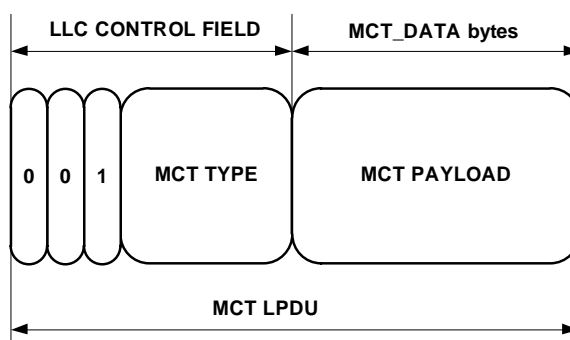 LLC CONTROL FIELD MCT_DATA bytes
0 0 1 MCT TYPE MCT PAYLOAD
MCT LPDU